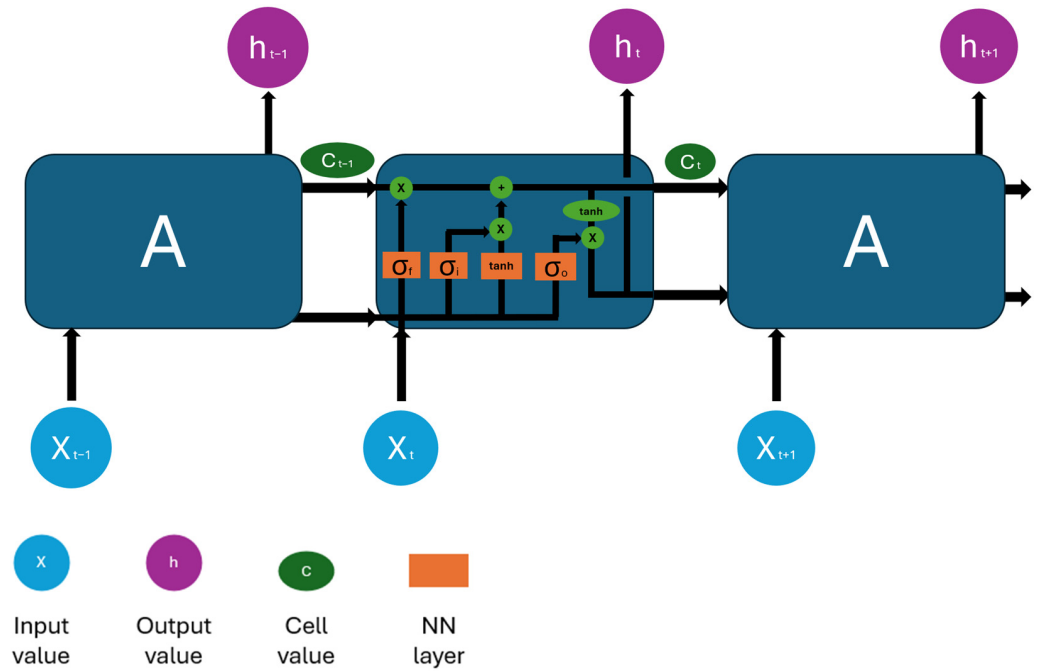 h t-1
h t
h t+1
C t-1
C t
A
x
+
tanh
x
x
σf
σi
tanh
σo
A
X t-1
X t
X t+1
X
h
C
Input value
Output value
Cell value
NN layer